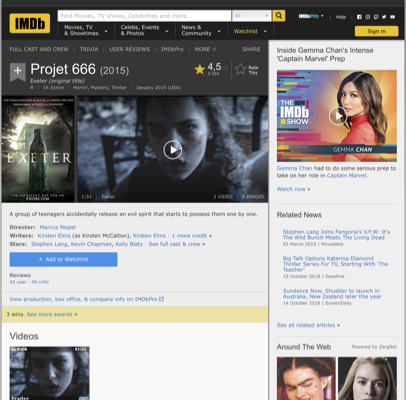 IMDb
Find Movies, TV shows, Celebrities and more...
All
Movies, TV
& Showtimes
Celebs, Events
& Photos
News &
Community
Watchlist
IMDbPro
Help
Sign in
FULL CAST AND CREW | TRIVIA | USER REVIEWS | IMDbPro | MORE
SHARE
Projet 666 (2015)
Exeter (original title)
R | 1h 31min | Horror, Mystery, Thriller | January 2015 (USA)
4,5
Rate
This
EXETER
1:51 | Trailer
1 VIDEO
IMAGES
A group of teenagers accidentally release an evil spirit that starts to possess them one by one.
Director: Marcus Nispel
Writers: Kirsten Elms (as Kirsten McCallion), Kirsten Elms | 1 more credit »
Stars: Stephen Lang, Kevin Chapman, Kelly Blatz | See full cast & crew »
+ Add to Watchlist
Reviews
43 user | 49 critic
View production, box office, & company info on IMDbPro
3 wins. See more awards »
Videos
Trailer
Inside Gemma Chan's Intense
'Captain Marvel' Prep
THE
IMDb
SHOW
GEMMA CHAN
Gemma Chan had to do some serious prep to
take on her role in Captain Marvel.
Watch now »
Related News
Stephen Lang Joins Fangoria's V.F.W: It's
The Wild Bunch Meets The Living Dead
02 March 2019 | MovieWeb
Big Talk Options Katerina Diamond
Thriller Series For TV, Starting With 'The
Teacher'
19 October 2018 | Deadline
Sundance Now, Shudder to launch in
Australia, New Zealand later this year
14 October 2018 | ScreenDaily
See all related articles »
Around The Web
Powered by ZergNet